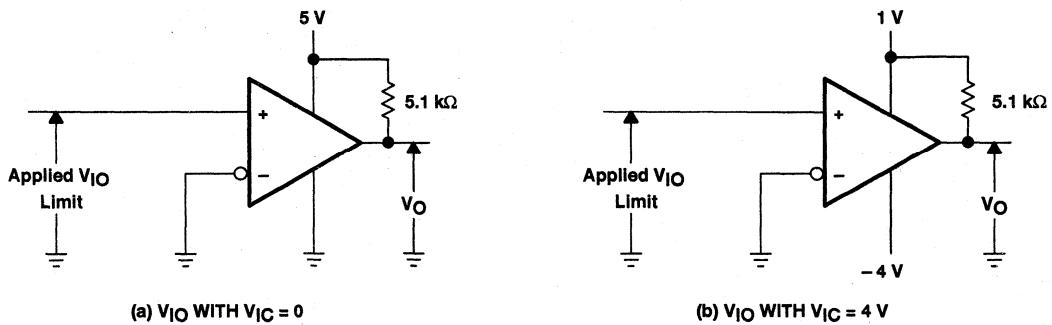 5 V
5.1 kΩ
+
−
Applied VIO
Limit
VO
(a) VIO WITH VIC = 0
1 V
5.1 kΩ
+
−
Applied VIO
Limit
VO
− 4 V
(b) VIO WITH VIC = 4 V